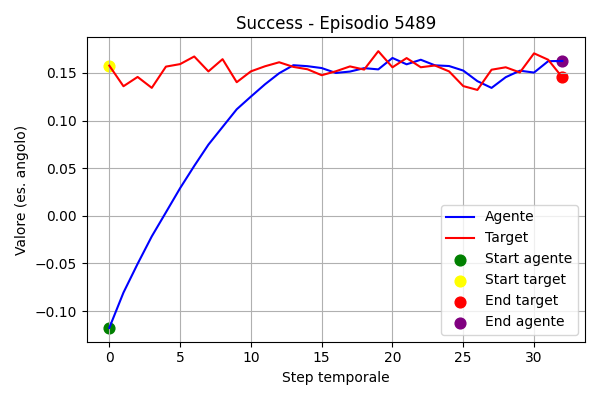 Success - Episodio 5489
Valore (es. angolo)
0.15
0.10
0.05
0.00
−0.05
−0.10
0
5
10
15
20
25
30
Step temporale
Agente
Target
Start agente
Start target
End target
End agente